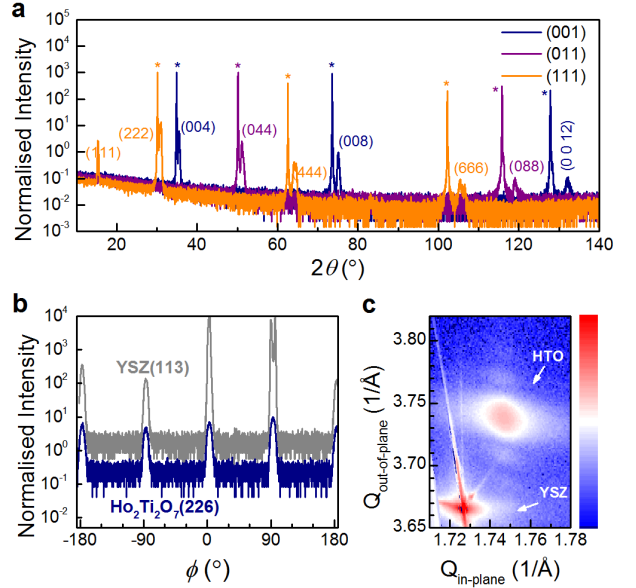 a
Normalised Intensity
10^5
10^4
10^3
10^2
10^1
10^0
10^-1
10^-2
10^-3
(001)
(011)
(111)
* * * * * * * *
(111)
(222)
(004)
(044)
(444)
(008)
(666)
(088)
(0 0 12)
20 40 60 80 100 120 140
2θ (°)
b
Normalised Intensity
10^4
10^3
10^2
10^1
10^0
10^-1
10^-2
YSZ(113)
Ho2Ti2O7(226)
-180 -90 0 90 180
ϕ (°)
c
Q out-of-plane (1/Å)
3.80
3.75
3.70
3.65
HTO
YSZ
1.72 1.74 1.76 1.78
Q in-plane (1/Å)